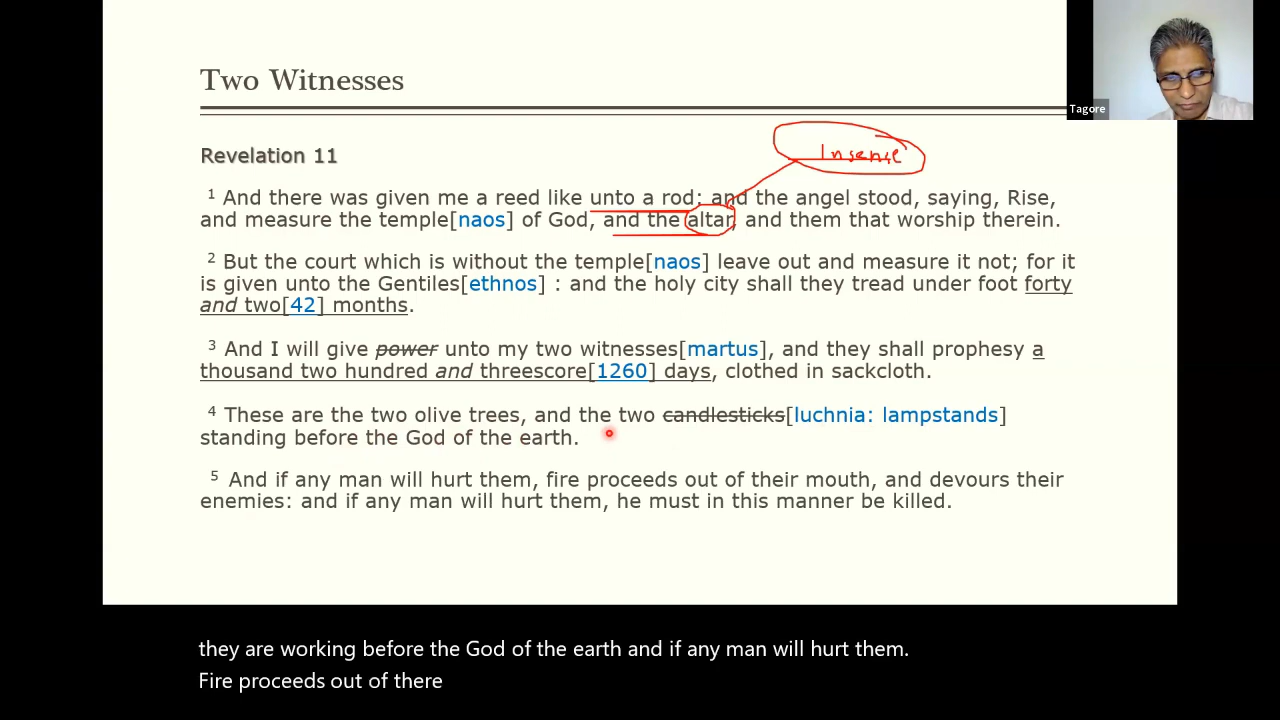 Two Witnesses
Tagore
Insense
Revelation 11
1 And there was given me a reed like unto a rod: and the angel stood, saying, Rise,
and measure the temple[naos] of God, and the altar, and them that worship therein.
2 But the court which is without the temple[naos] leave out and measure it not; for it
is given unto the Gentiles[ethnos] : and the holy city shall they tread under foot forty
and two[42] months.
3 And I will give power unto my two witnesses[martus], and they shall prophesy a
thousand two hundred and threescore[1260] days, clothed in sackcloth.
4 These are the two olive trees, and the two candlesticks[luchnia: lampstands]
standing before the God of the earth.
5 And if any man will hurt them, fire proceeds out of their mouth, and devours their
enemies: and if any man will hurt them, he must in this manner be killed.
they are working before the God of the earth and if any man will hurt them.
Fire proceeds out of there